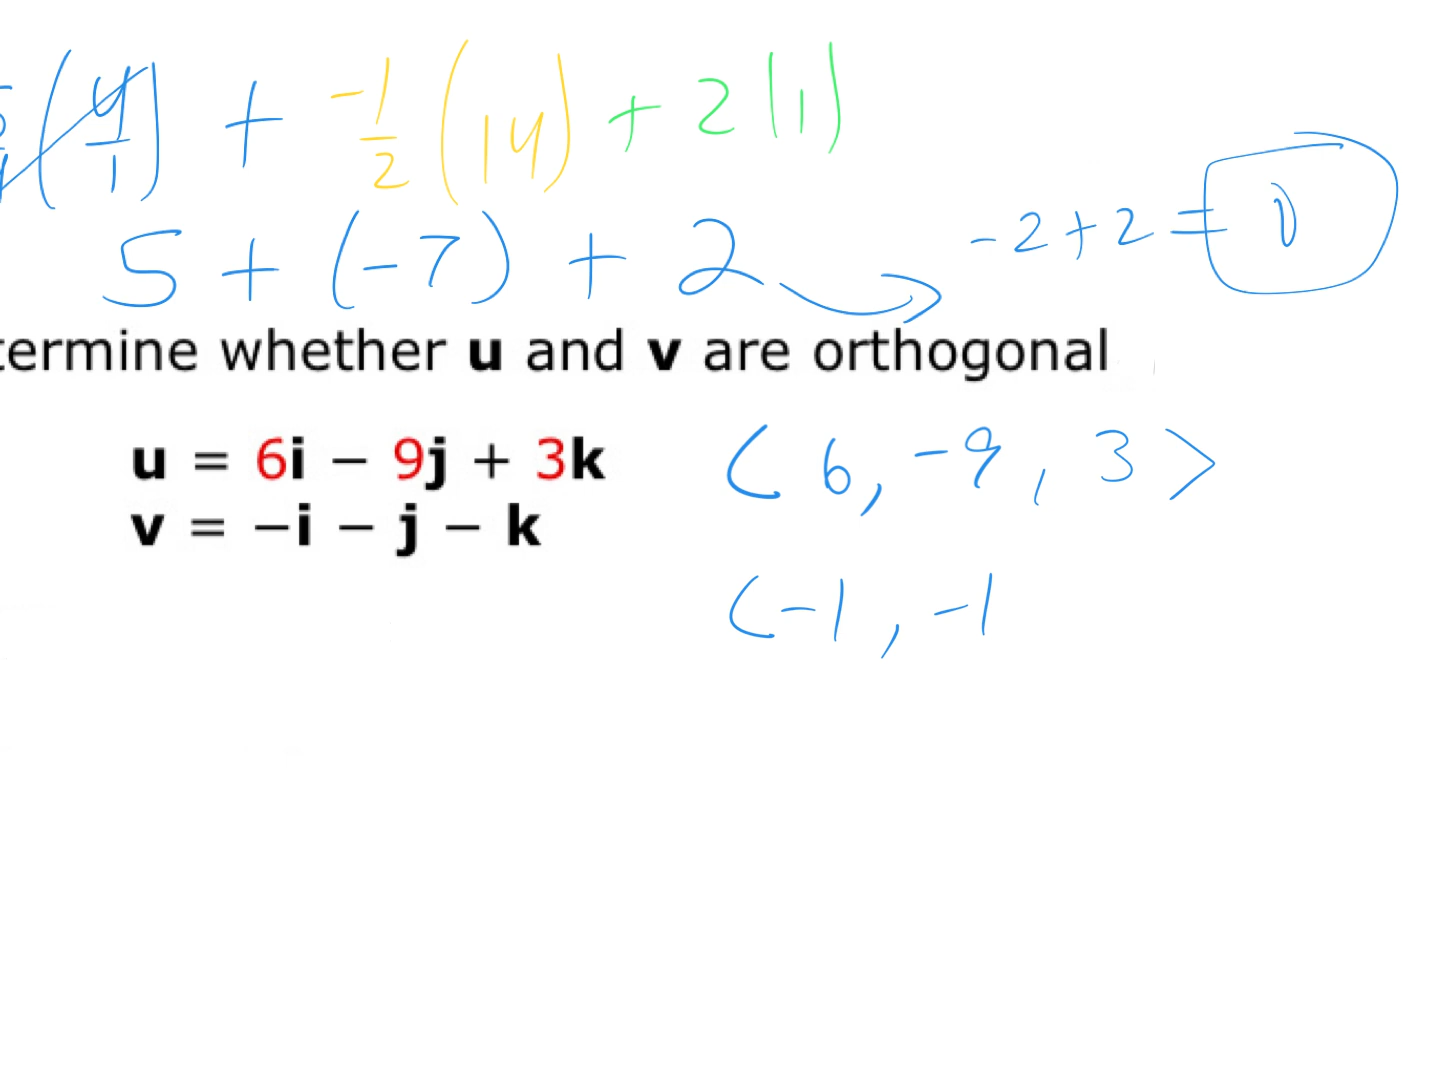 (4/1) + -1/2 (14) + 2(1)
5 + (-7) + 2 -2+2 = 0
termine whether u and v are orthogonal
u = 6i − 9j + 3k < 6, -9, 3 >
v = −i − j − k
<-1, -1